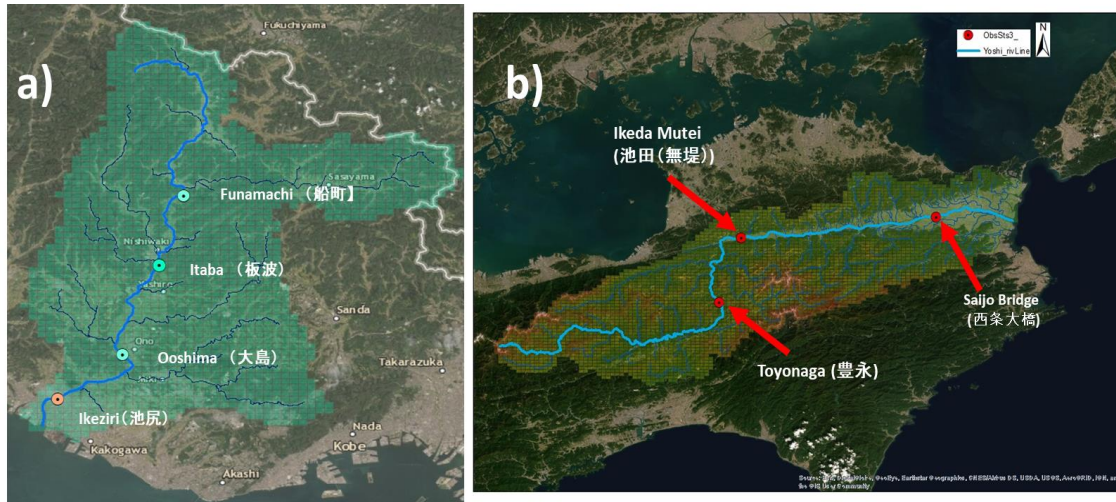 a)
Fukuchiyama
Sasayama
Funamachi (船町】
Nishiwaki
Itaba (板波)
Sanda
Ono
Ooshima (大島)
Takarazuka
Ikeziri(池尻)
Kakogawa
Nada
Kobe
Akashi
b)
ObsSts3_
Yoshi_rivLine
N
Ikeda Mutei
(池田(無堤))
Saijo Bridge
(西条大橋)
Toyonaga (豊永)